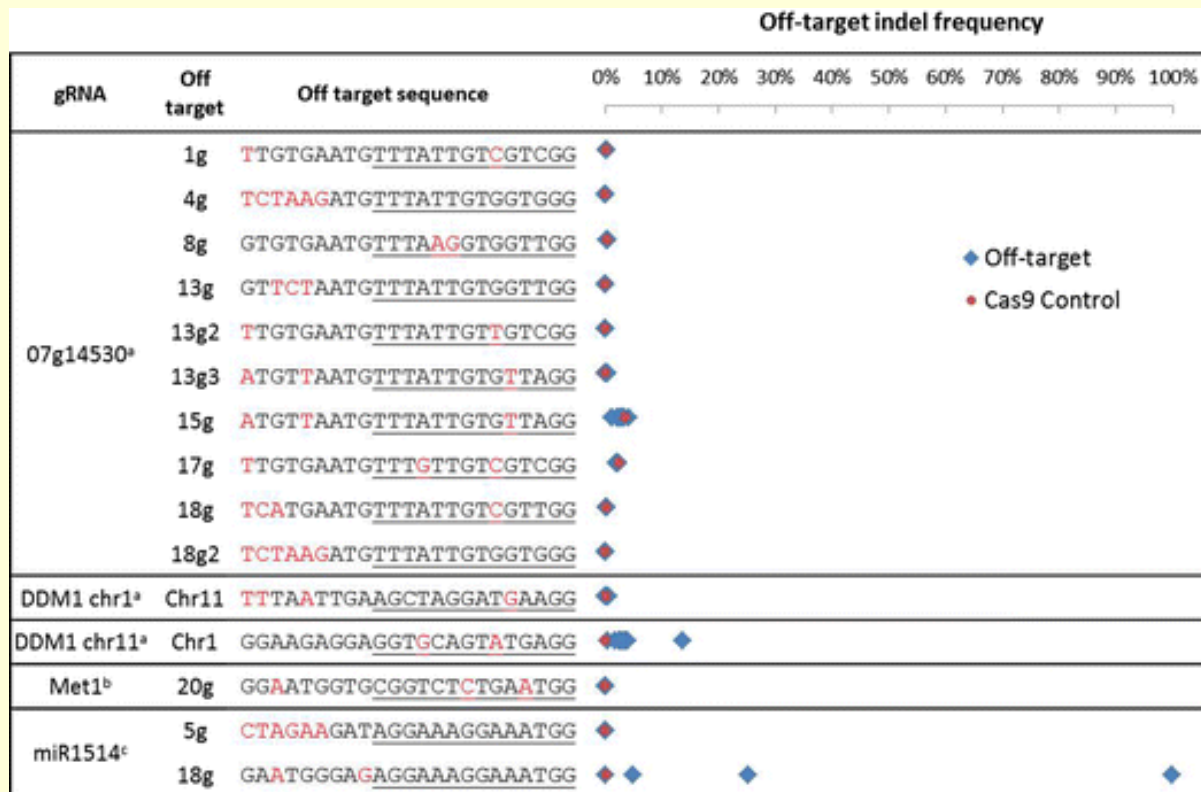 Off-target indel frequency
gRNA Off target Off target sequence 0% 10% 20% 30% 40% 50% 60% 70% 80% 90% 100%
07g14530ᵃ
1g TTGTGAATGTTTATTGTCGTCGG
4g TCTAAGATGTTTATTGTGGTGGG
8g GTGTGAATGTTTAAGGTGGTTGG
13g GTTCTAATGTTTATTGTGGTTGG
13g2 TTGTGAATGTTTATTGTTGTCGG
13g3 ATGTTAATGTTTATTGTGTTAGG
15g ATGTTAATGTTTATTGTGTTAGG
17g TTGTGAATGTTTGTTGTCGTCGG
18g TCATGAATGTTTATTGTCGTTGG
18g2 TCTAAGATGTTTATTGTGGTGGG
Off-target
Cas9 Control
DDM1 chr1ᵃ Chr11 TTTAATTGAAGCTAGGATGAAGG
DDM1 chr11ᵃ Chr1 GGAAGAGGAGGTGCAGTATGAGG
Met1ᵇ 20g GGAATGGTGCGGTCTCTGAATGG
miR1514ᶜ
5g CTAGAAGATAGGAAAGGAAATGG
18g GAATGGGAGAGGAAAGGAAATGG